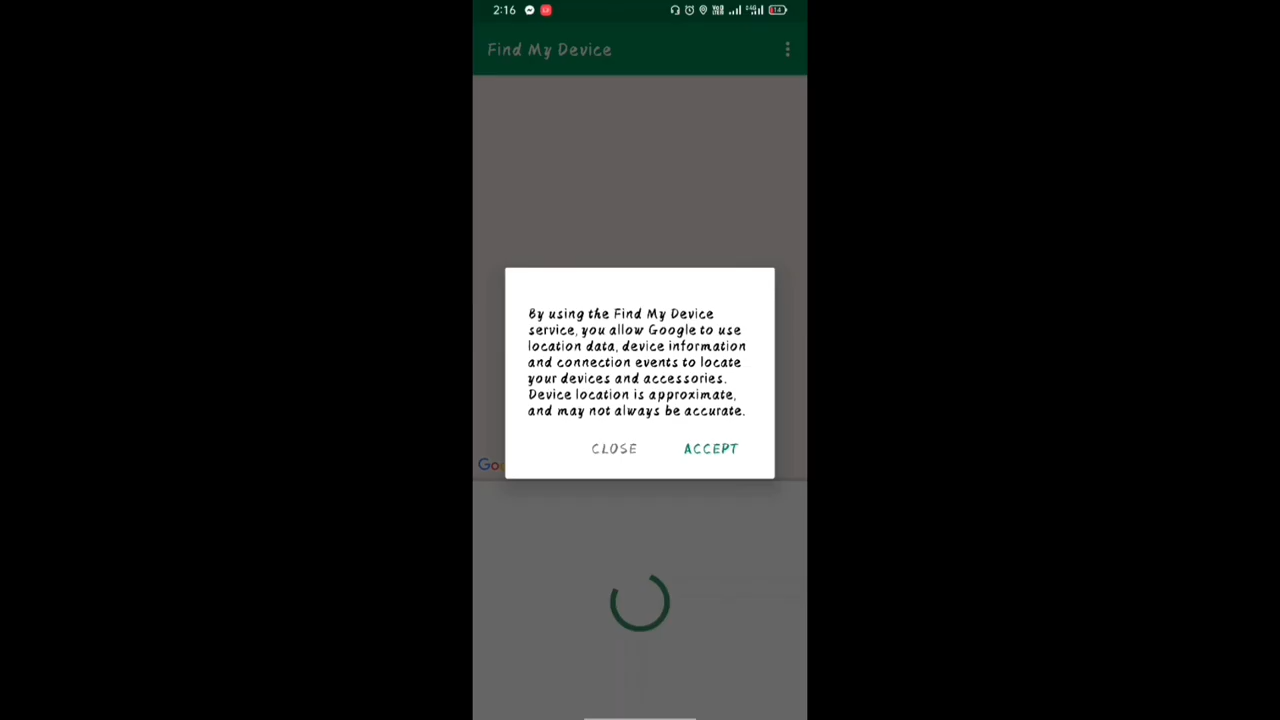 2:16
Find My Device
By using the Find My Device
service, you allow Google to use
location data, device information
and connection events to locate
your devices and accessories.
Device location is approximate,
and may not always be accurate.
CLOSE ACCEPT
Goo